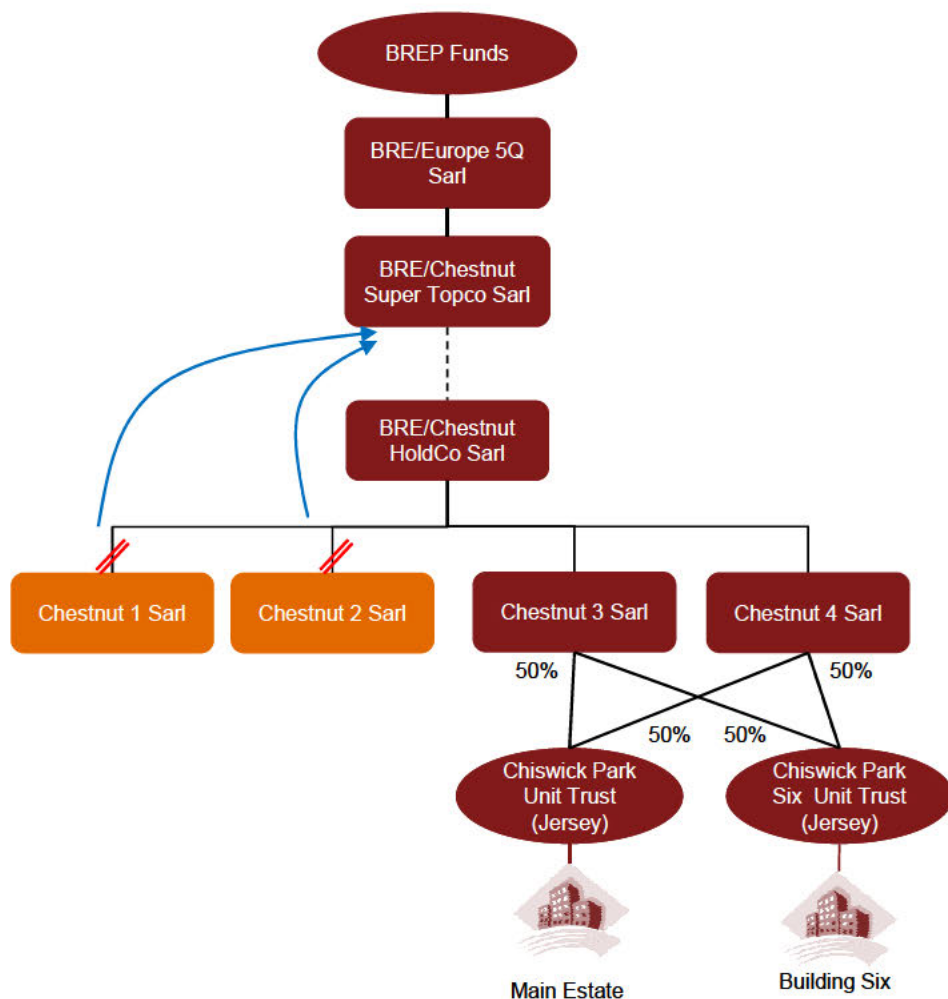 BREP Funds
BRE/Europe 5Q
Sarl
BRE/Chestnut
Super Topco Sarl
BRE/Chestnut
HoldCo Sarl
Chestnut 1 Sarl
Chestnut 2 Sarl
Chestnut 3 Sarl
Chestnut 4 Sarl
50%
50%
50%
50%
Chiswick Park
Unit Trust
(Jersey)
Chiswick Park
Six Unit Trust
(Jersey)
Main Estate
Building Six